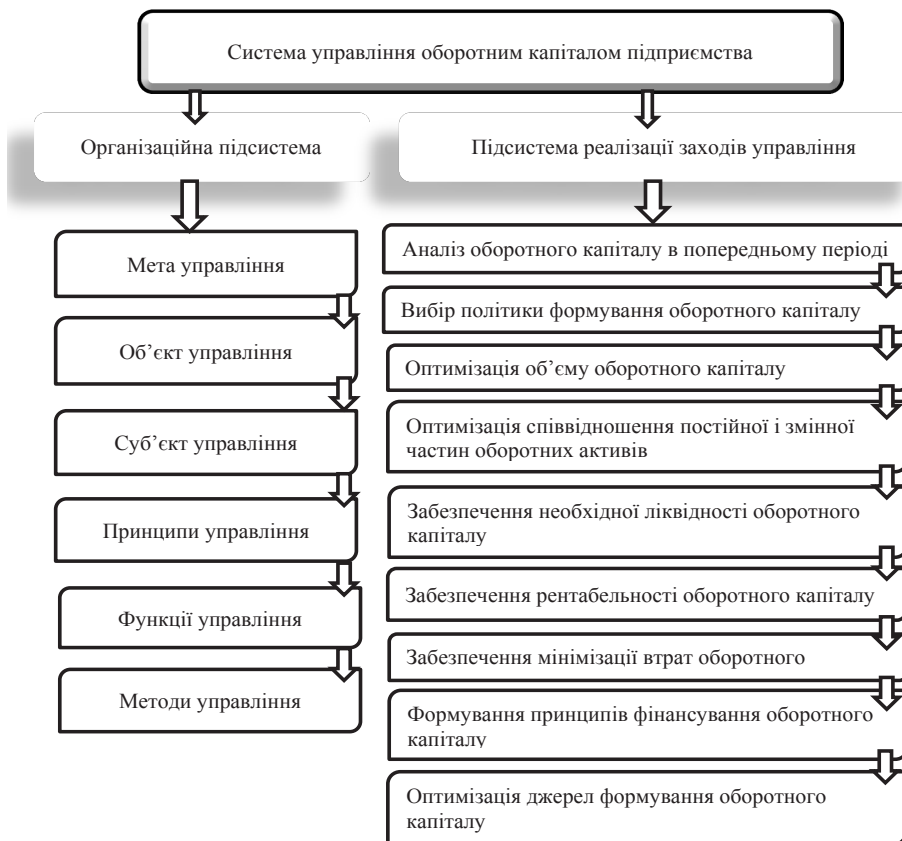 Система управління оборотним капіталом підприємства
Організаційна підсистема
Підсистема реалізації заходів управління
Мета управління
Об’єкт управління
Суб’єкт управління
Принципи управління
Функції управління
Методи управління
Аналіз оборотного капіталу в попередньому періоді
Вибір політики формування оборотного капіталу
Оптимізація об’єму оборотного капіталу
Оптимізація співвідношення постійної і змінної
частин оборотних активів
Забезпечення необхідної ліквідності оборотного
капіталу
Забезпечення рентабельності оборотного капіталу
Забезпечення мінімізації втрат оборотного
Формування принципів фінансування оборотного
капіталу
Оптимізація джерел формування оборотного
капіталу